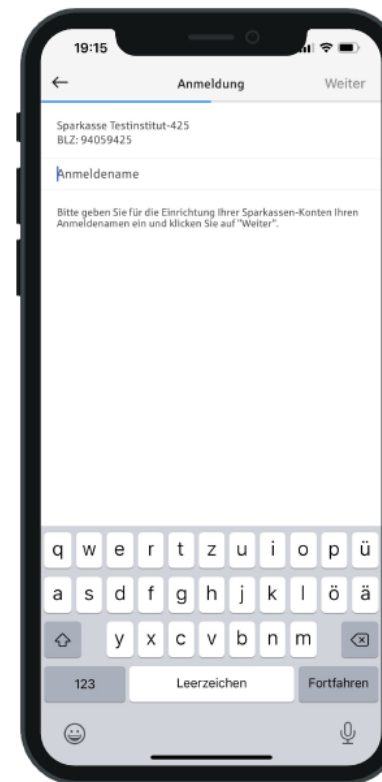 19:15
Anmeldung
Weiter
Sparkasse Testinstitut-425
BLZ: 94059425
Anmeldename
Bitte geben Sie für die Einrichtung Ihrer Sparkassen-Konten Ihren
Anmeldenamen ein und klicken Sie auf "Weiter".
q w e r t z u i o p ü
a s d f g h j k l ö ä
y x c v b n m
123 Leerzeichen Fortfahren